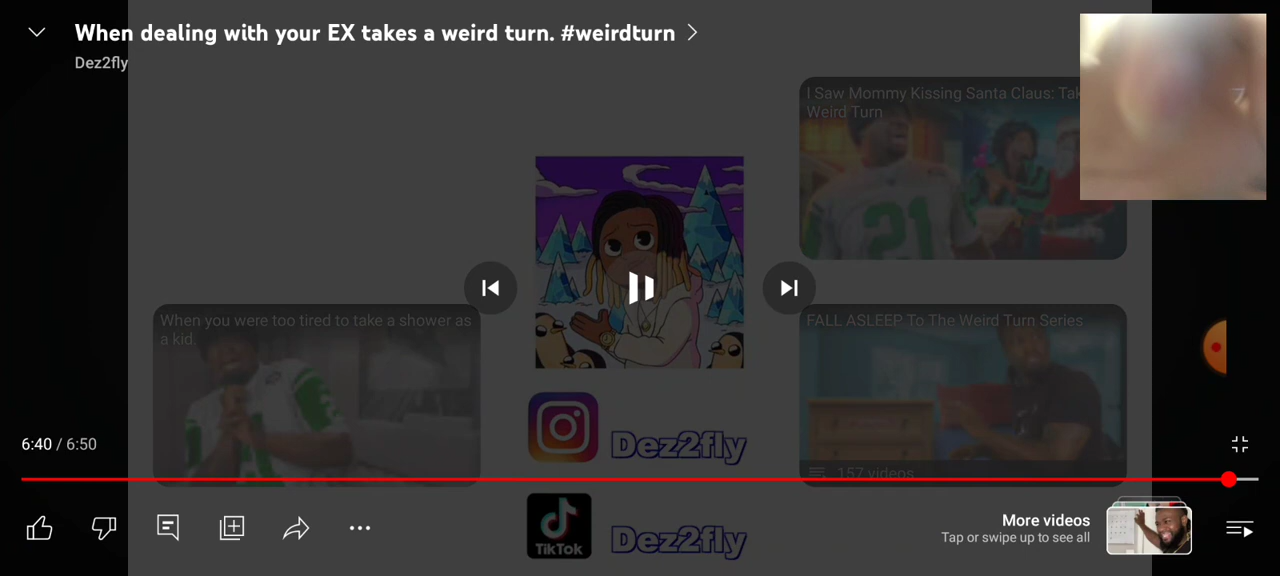 When dealing with your EX takes a weird turn. #weirdturn
Dez2fly
I Saw Mommy Kissing Santa Claus: Tak
Weird Turn
21
When you were too tired to take a shower as
a kid.
FALL ASLEEP To The Weird Turn Series
157 videos
Dez2fly
TikTok
Dez2fly
6:40 / 6:50
More videos
Tap or swipe up to see all